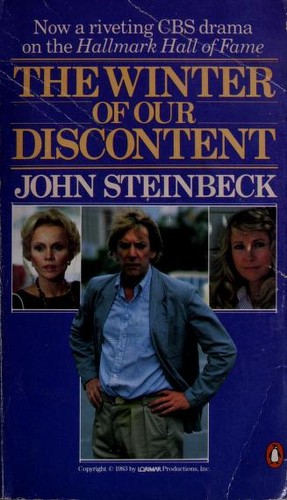 Now a riveting CBS drama
on the Hallmark Hall of Fame
THE WINTER
OF OUR
DISCONTENT
JOHN STEINBECK
Copyright © 1983 by LORIMAR Productions, Inc.